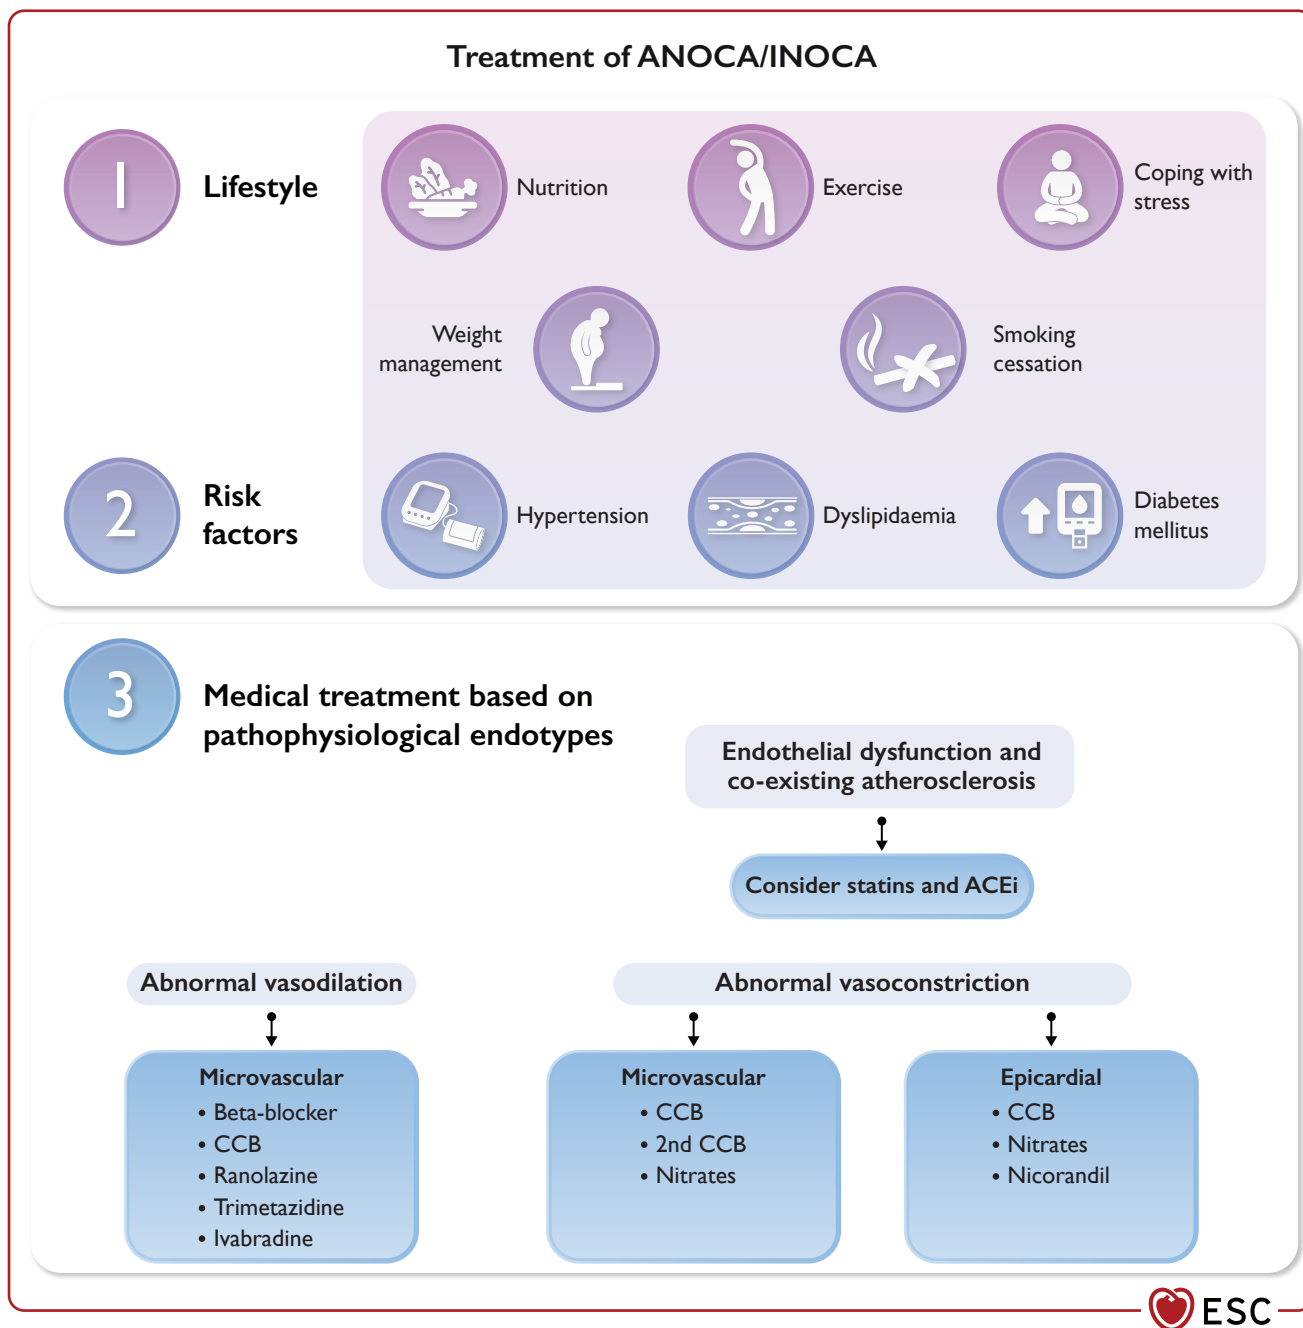 Treatment of ANOCA/INOCA
1
Lifestyle
Nutrition
Exercise
Coping with
stress
Weight
management
Smoking
cessation
2
Risk
factors
Hypertension
Dyslipidaemia
Diabetes
mellitus
3
Medical treatment based on
pathophysiological endotypes
Endothelial dysfunction and
co-existing atherosclerosis
Consider statins and ACEi
Abnormal vasodilation
Microvascular
• Beta-blocker
• CCB
• Ranolazine
• Trimetazidine
• Ivabradine
Abnormal vasoconstriction
Microvascular
• CCB
• 2nd CCB
• Nitrates
Epicardial
• CCB
• Nitrates
• Nicorandil
ESC